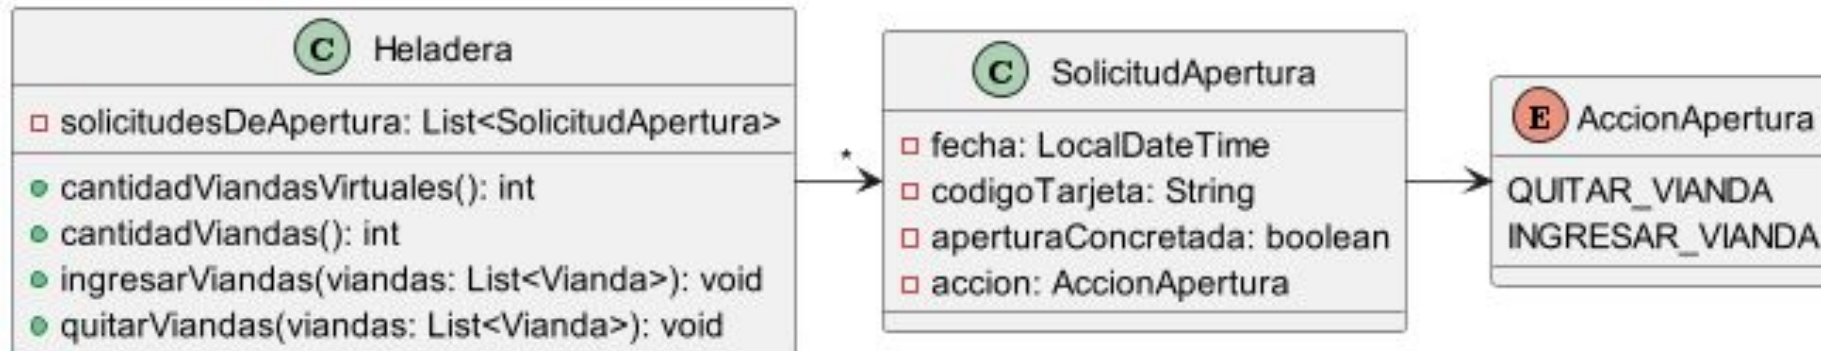 C Heladera
solicitudesDeApertura: List<SolicitudApertura>
cantidadViandasVirtuales(): int
cantidadViandas(): int
ingresarViandas(viandas: List<Vianda>): void
quitarViandas(viandas: List<Vianda>): void
*
C SolicitudApertura
fecha: LocalDateTime
codigoTarjeta: String
aperturaConcretada: boolean
accion: AccionApertura
E AccionApertura
QUITAR_VIANDA
INGRESAR_VIANDA